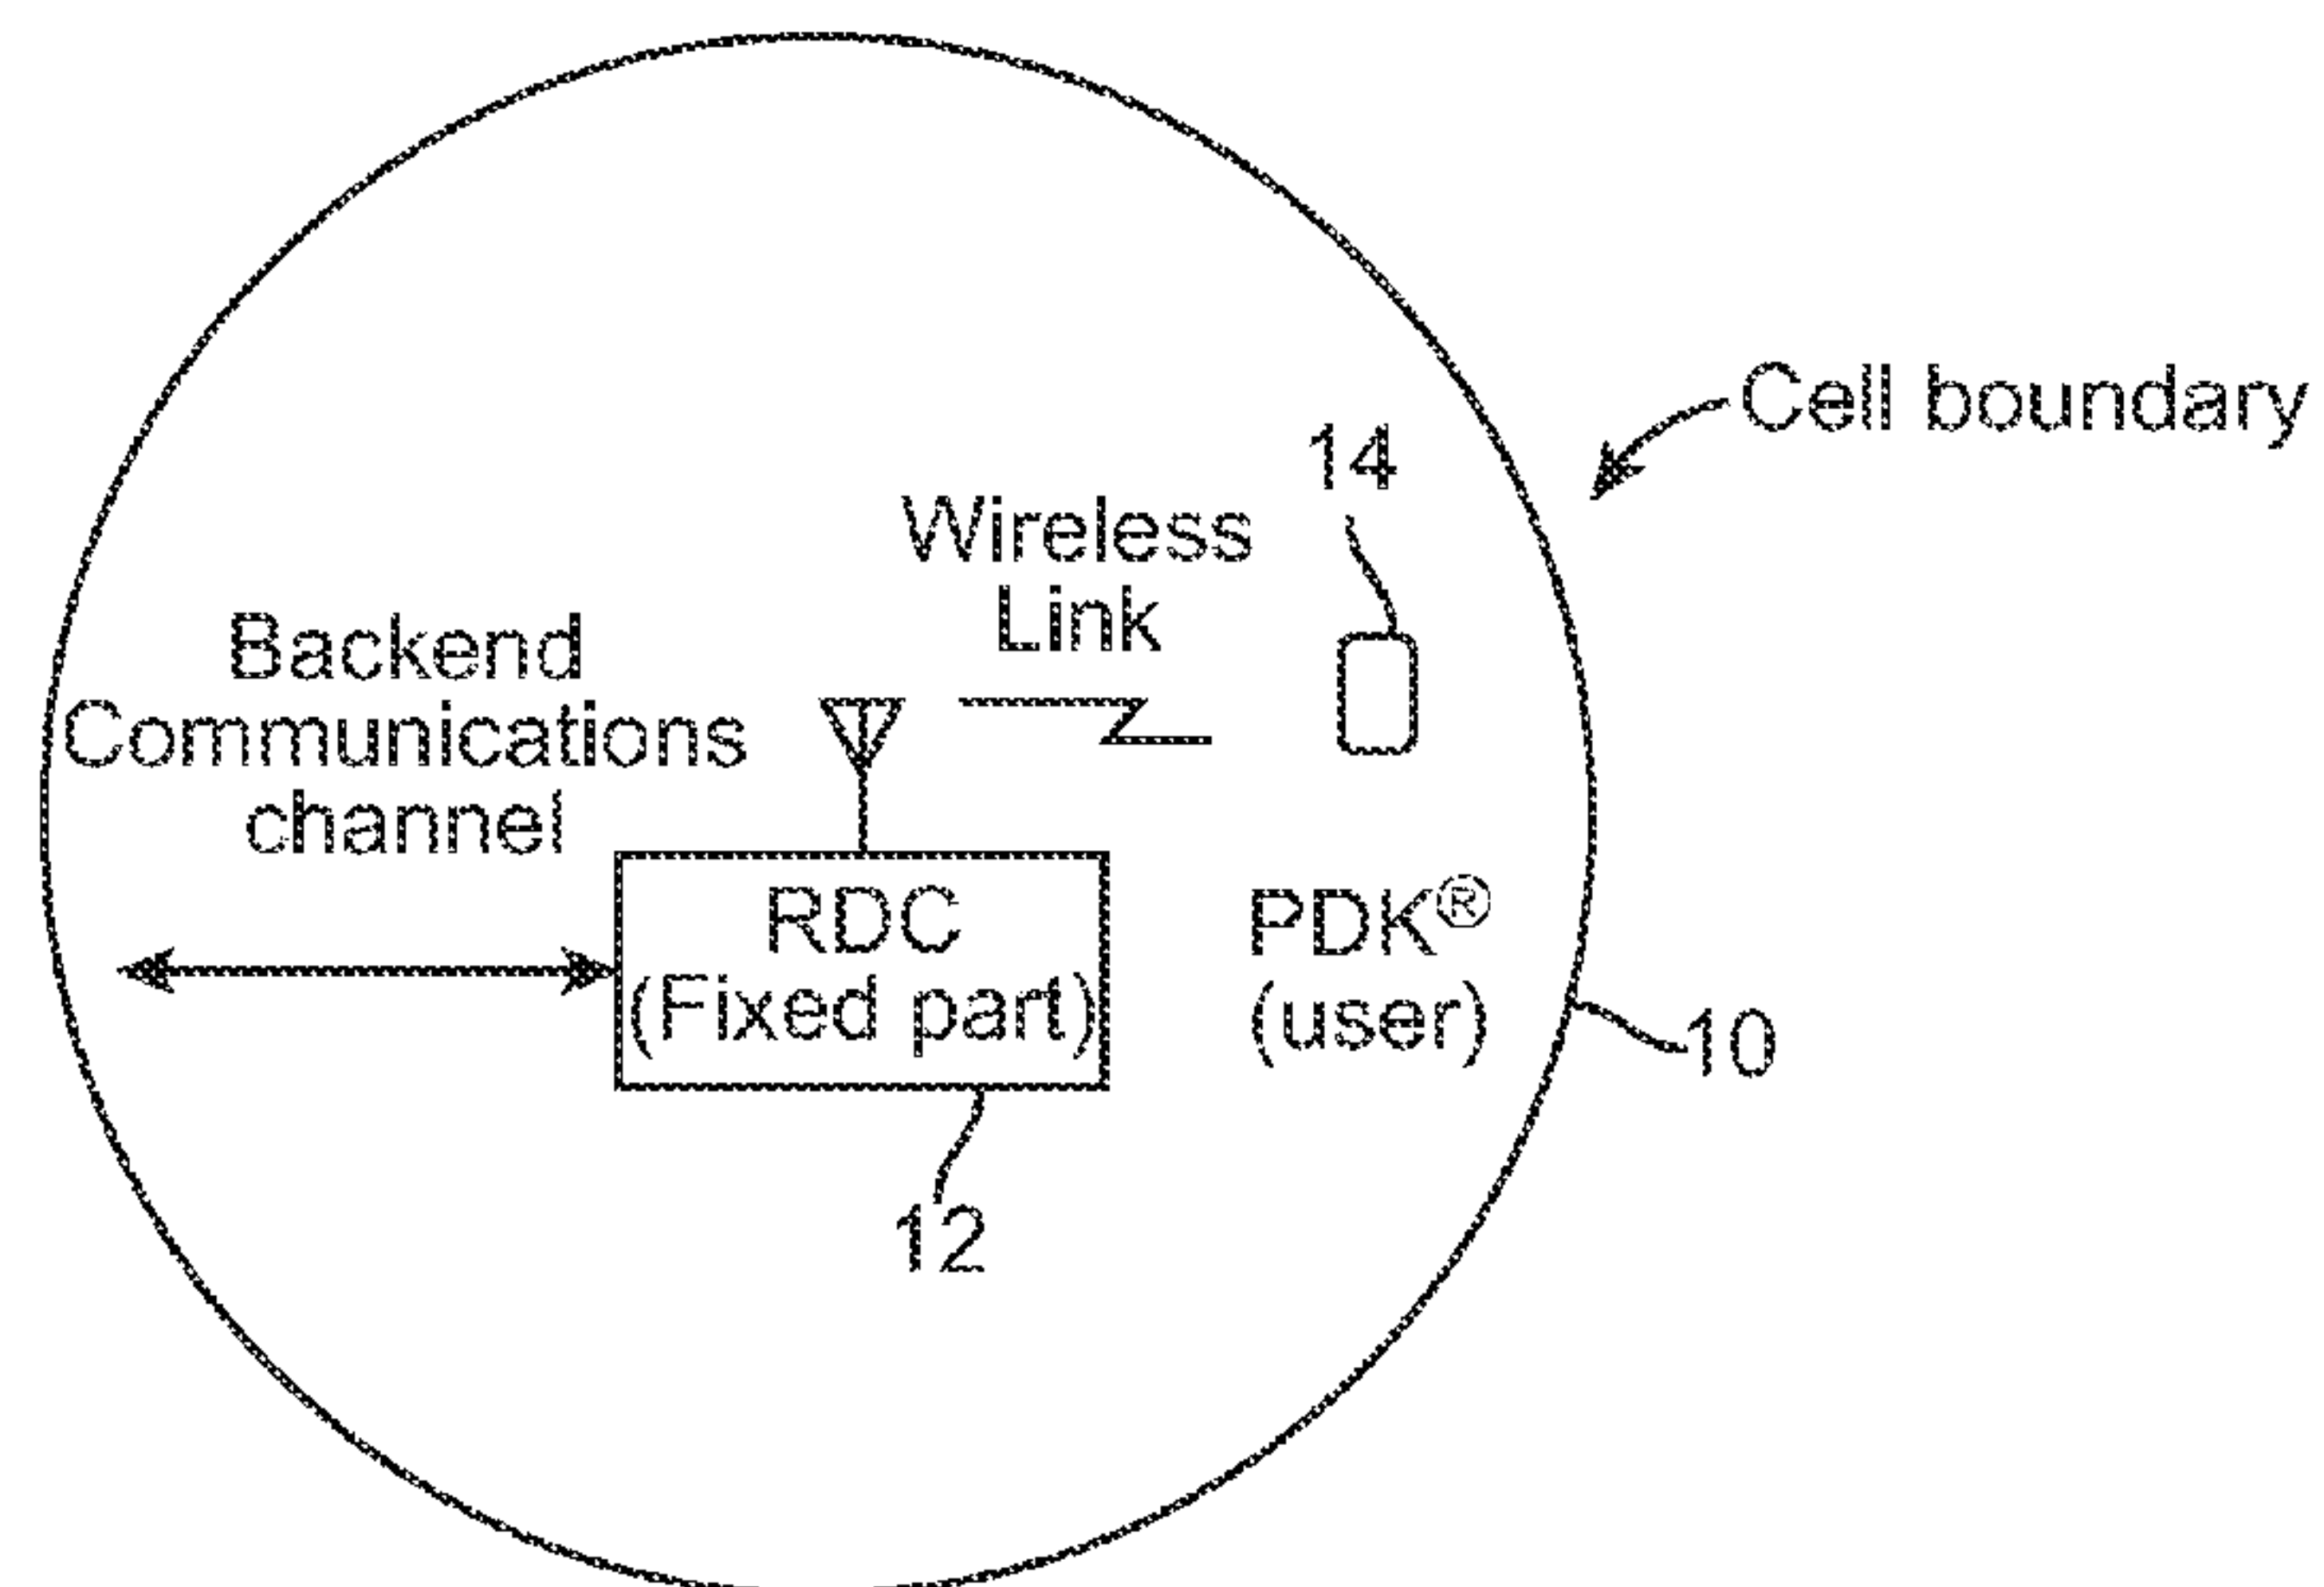 Cell boundary
14
Wireless
Link
Backend
Communications
channel
RDC
(Fixed part)
PDK®
(user)
10
12